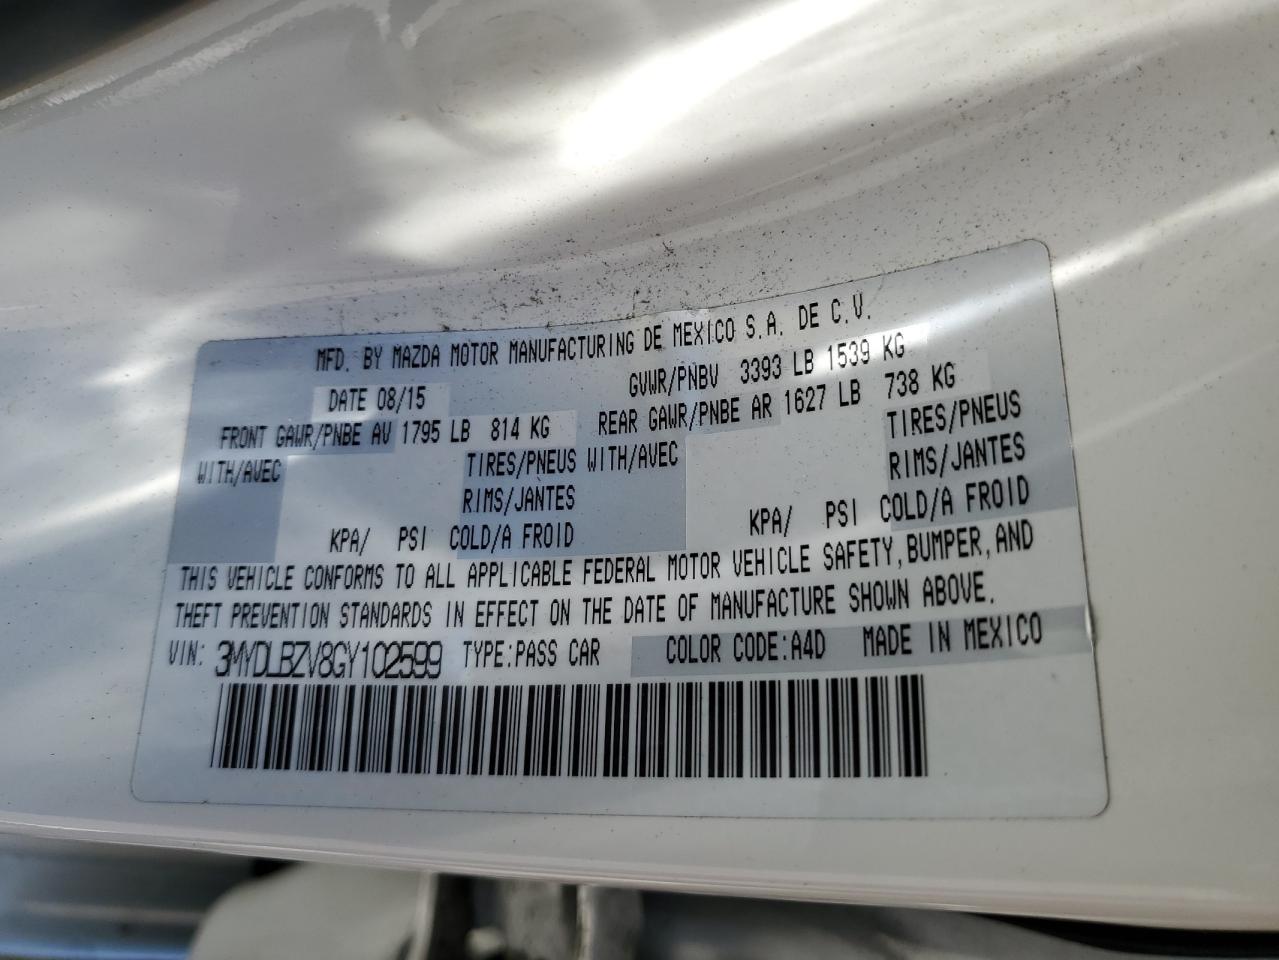 MFD. BY MAZDA MOTOR MANUFACTURING DE MEXICO S.A. DE C.V.
DATE 08/15 GVWR/PNBV 3393 LB 1539 KG
FRONT GAWR/PNBE AV 1795 LB 814 KG REAR GAWR/PNBE AR 1627 LB 738 KG
WITH/AVEC TIRES/PNEUS WITH/AVEC TIRES/PNEUS
RIMS/JANTES RIMS/JANTES
KPA/ PSI COLD/A FROID KPA/ PSI COLD/A FROID
THIS VEHICLE CONFORMS TO ALL APPLICABLE FEDERAL MOTOR VEHICLE SAFETY, BUMPER, AND
THEFT PREVENTION STANDARDS IN EFFECT ON THE DATE OF MANUFACTURE SHOWN ABOVE.
VIN: 3MYDLBZV8GY102599 TYPE:PASS CAR COLOR CODE:A4D MADE IN MEXICO